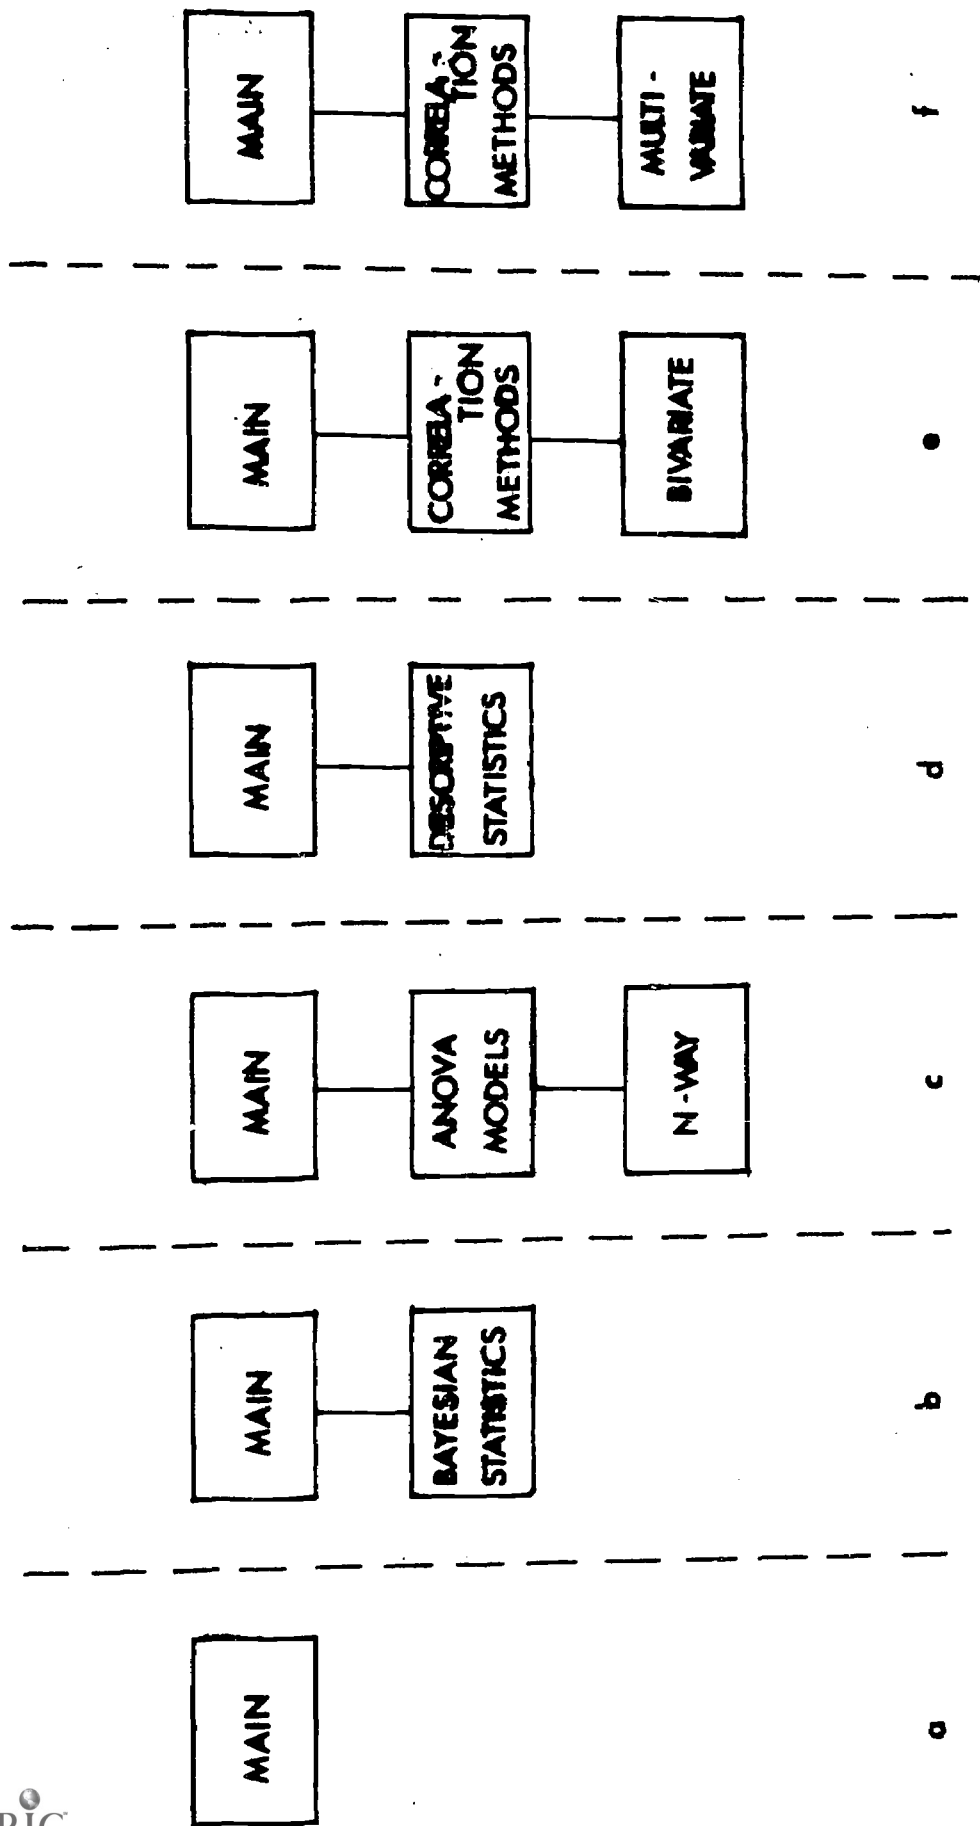 MAIN
a
MAIN
BAYESIAN
STATISTICS
b
MAIN
ANOVA
MODELS
N-WAY
c
MAIN
DESCRIPTIVE
STATISTICS
d
MAIN
CORRELA-
TION
METHODS
BIVARIATE
e
MAIN
CORRELA-
TION
METHODS
MULTI-
VARIATE
f